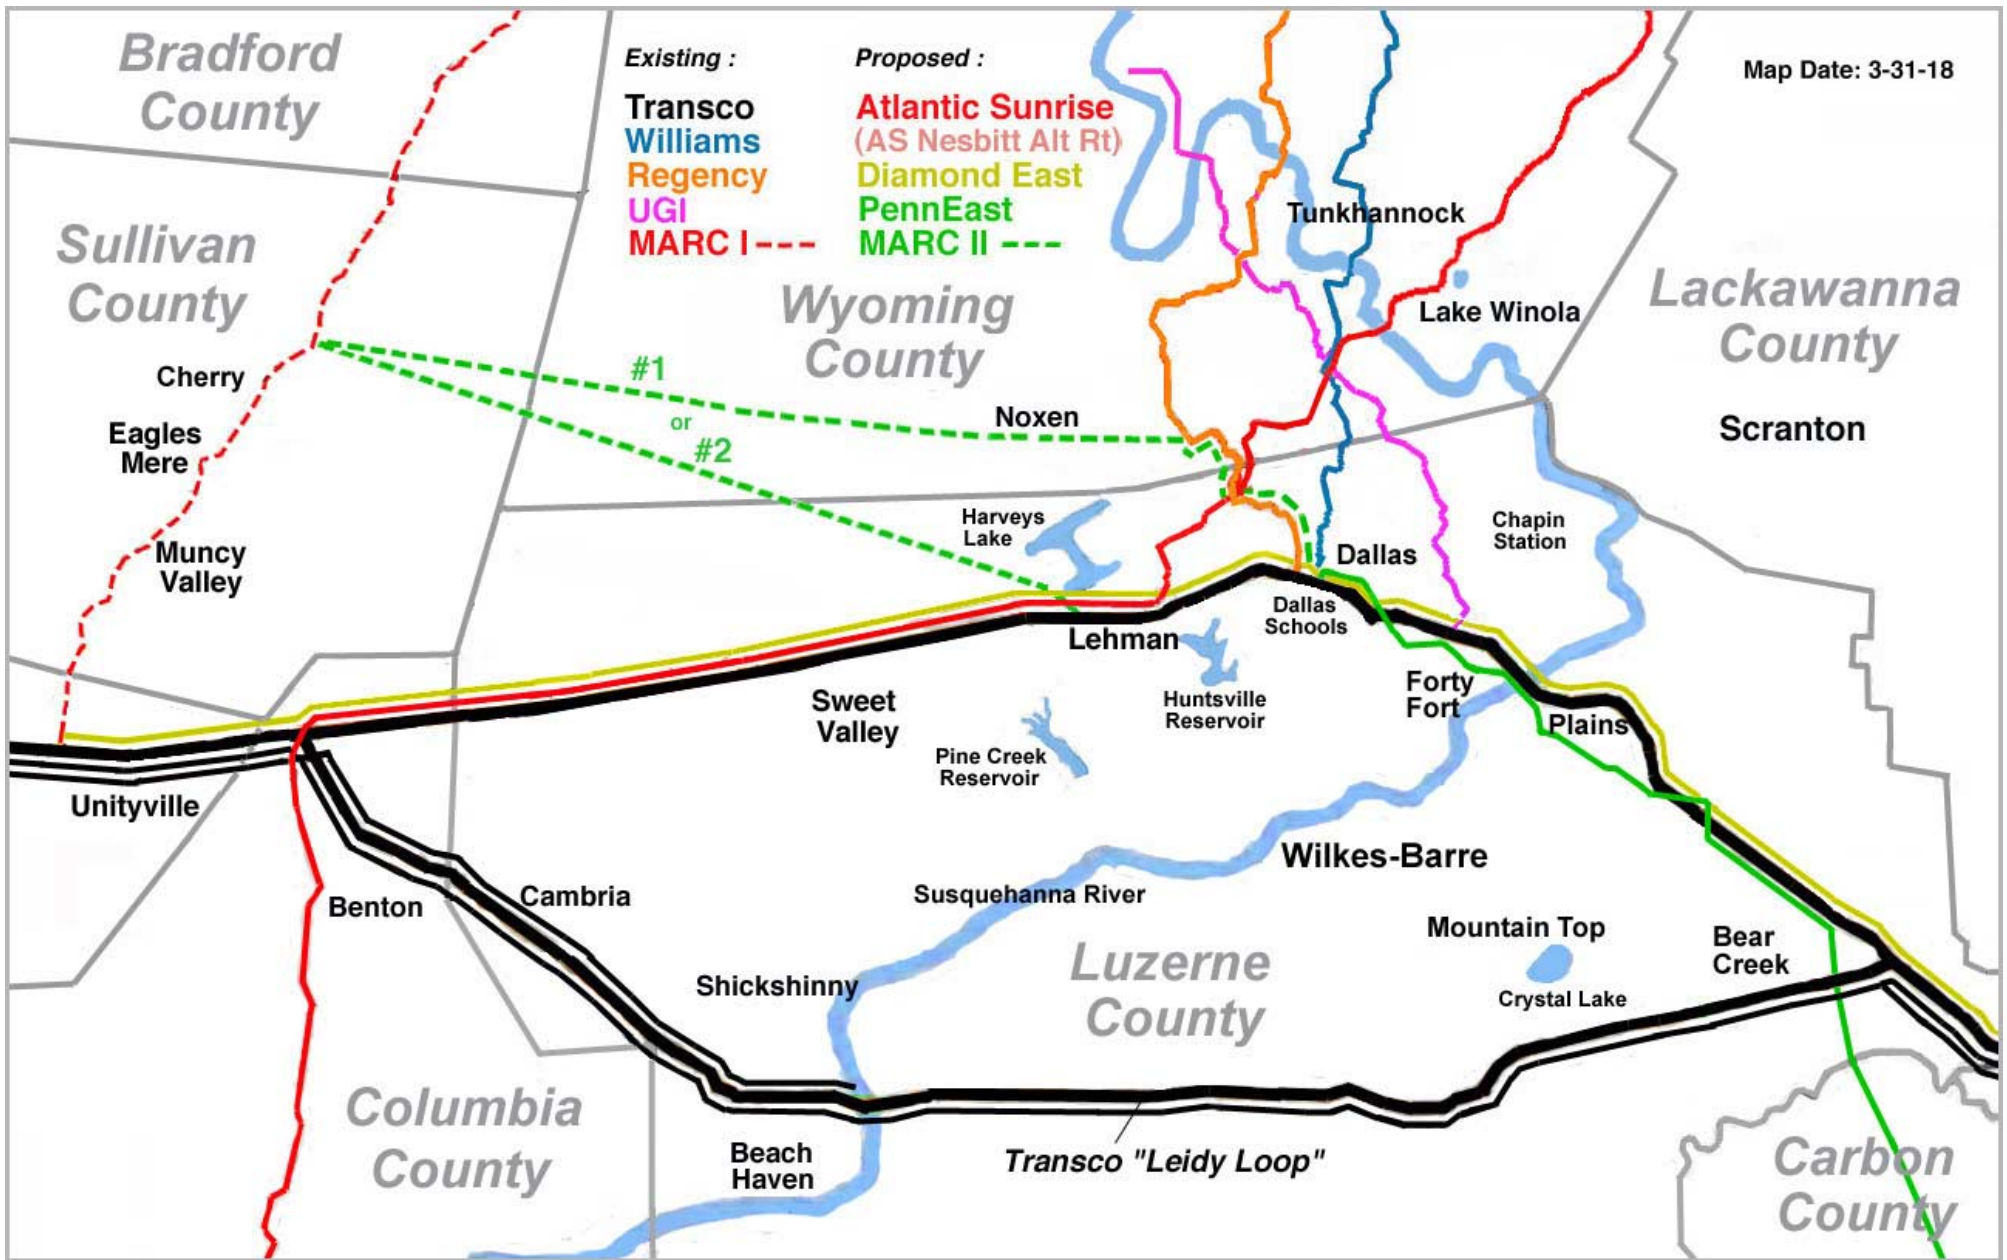 Bradford
County
Existing :
Proposed :
Map Date: 3-31-18
Transco
Atlantic Sunrise
Williams
(AS Nesbitt Alt Rt)
Regency
Diamond East
UGI
PennEast
MARC I ---
MARC II ---
Sullivan
County
Tunkhannock
Wyoming
County
Lackawanna
County
Lake Winola
Cherry
#1
or
#2
Noxen
Scranton
Eagles
Mere
Harveys
Lake
Chapin
Station
Muncy
Valley
Dallas
Dallas
Schools
Lehman
Sweet
Valley
Huntsville
Reservoir
Forty
Fort
Plains
Pine Creek
Reservoir
Unityville
Wilkes-Barre
Benton
Cambria
Susquehanna River
Mountain Top
Bear
Creek
Shickshinny
Luzerne
County
Crystal Lake
Columbia
County
Beach
Haven
Transco "Leidy Loop"
Carbon
County